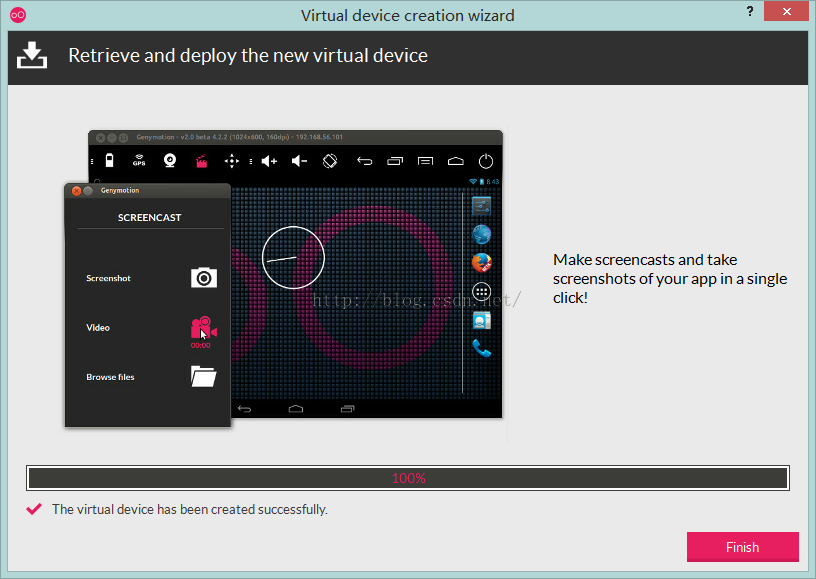 Virtual device creation wizard
?
Retrieve and deploy the new virtual device
Genymotion - v2.0 beta 4.2.2 (1024x600, 160dpi) - 192.168.56.101
GPS
8:43
Genymotion
SCREENCAST
Screenshot
Video
00:00
Browse files
http://blog.csdn.net/
Make screencasts and take
screenshots of your app in a single
click!
100%
The virtual device has been created successfully.
Finish